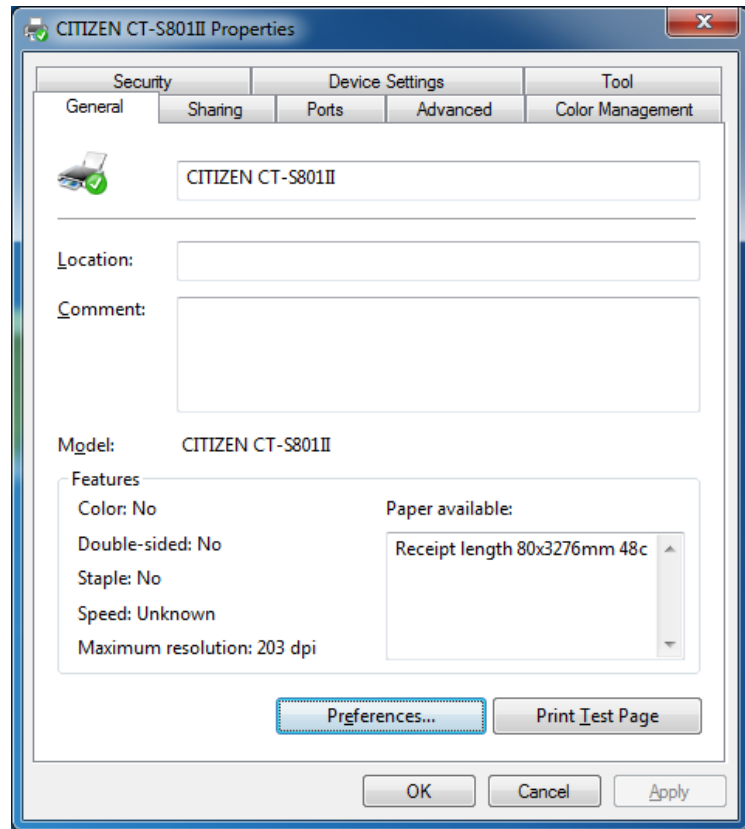 CITIZEN CT-S801II Properties
Security Device Settings Tool
General Sharing Ports Advanced Color Management
CITIZEN CT-S801II
Location:
Comment:
Model: CITIZEN CT-S801II
Features
Color: No
Double-sided: No
Staple: No
Speed: Unknown
Maximum resolution: 203 dpi
Paper available:
Receipt length 80x3276mm 48c
Preferences... Print Test Page
OK Cancel Apply